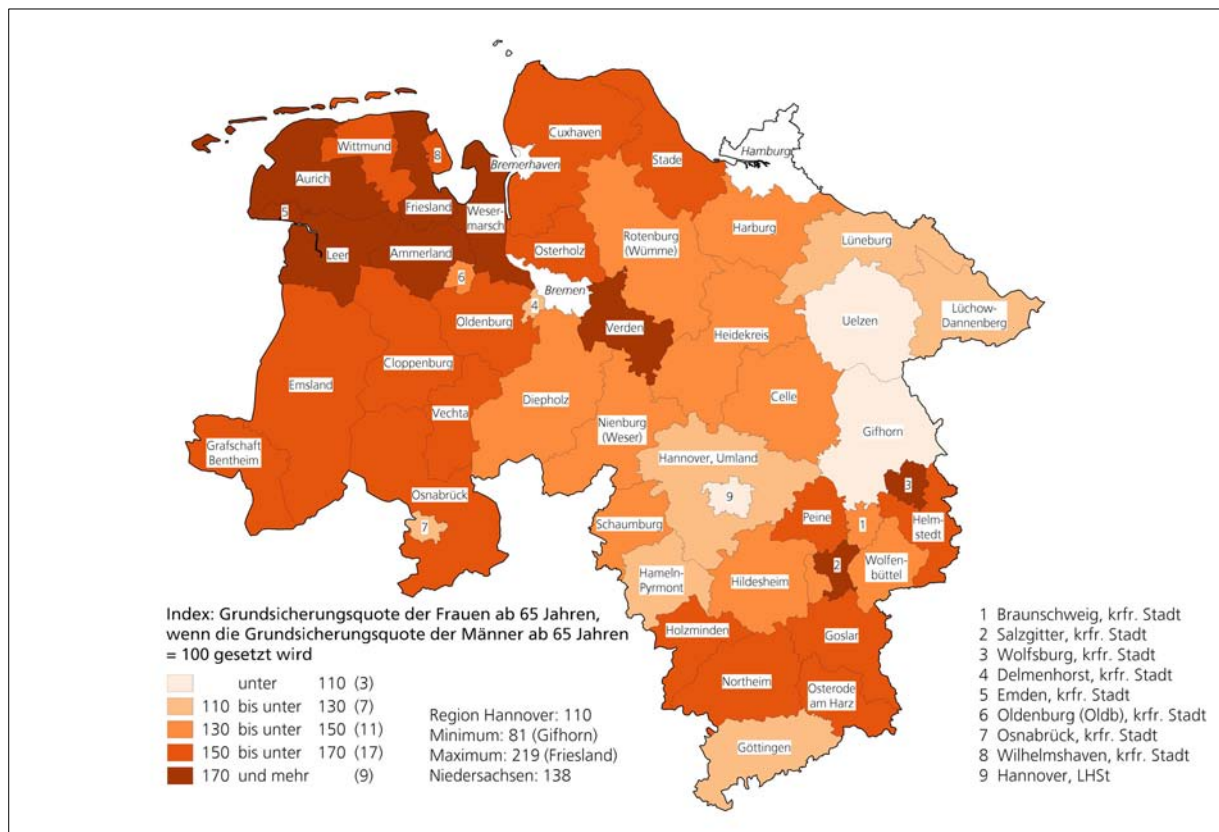 Cuxhaven
Hamburg
Wittmund
8
Bremerhaven
Stade
Aurich
5
Friesland
Weser-
marsch
Rotenburg
(Wümme)
Harburg
Lüneburg
Leer
Ammerland
Osterholz
6
Bremen
4
Oldenburg
Verden
Heidekreis
Uelzen
Lüchow-
Dannenberg
Cloppenburg
Emsland
Diepholz
Celle
Vechta
Nienburg
(Weser)
Gifhorn
Grafschaft
Bentheim
Hannover, Umland
3
Osnabrück
9
7
Schaumburg
Peine
1
Helm-
stedt
2
Wolfen-
büttel
Hameln-
Pyrmont
Hildesheim
Holzminden
Goslar
Northeim
Osterode
am Harz
Göttingen
Index: Grundsicherungsquote der Frauen ab 65 Jahren,
wenn die Grundsicherungsquote der Männer ab 65 Jahren
= 100 gesetzt wird
unter 110 (3)
110 bis unter 130 (7)
130 bis unter 150 (11)
150 bis unter 170 (17)
170 und mehr (9)
Region Hannover: 110
Minimum: 81 (Gifhorn)
Maximum: 219 (Friesland)
Niedersachsen: 138
1 Braunschweig, krfr. Stadt
2 Salzgitter, krfr. Stadt
3 Wolfsburg, krfr. Stadt
4 Delmenhorst, krfr. Stadt
5 Emden, krfr. Stadt
6 Oldenburg (Oldb), krfr. Stadt
7 Osnabrück, krfr. Stadt
8 Wilhelmshaven, krfr. Stadt
9 Hannover, LHSt